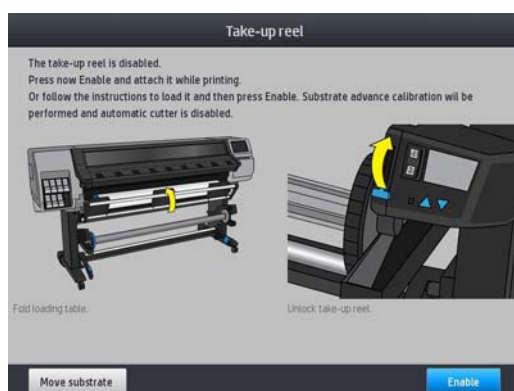 Take-up reel
The take-up reel is disabled.
Press now Enable and attach it while printing.
Or follow the instructions to load it and then press Enable. Substrate advance calibration wil be
performed and automatic cutter is disabled.
Fold loading table.
Unlock take-up reel.
Move substrate
Enable